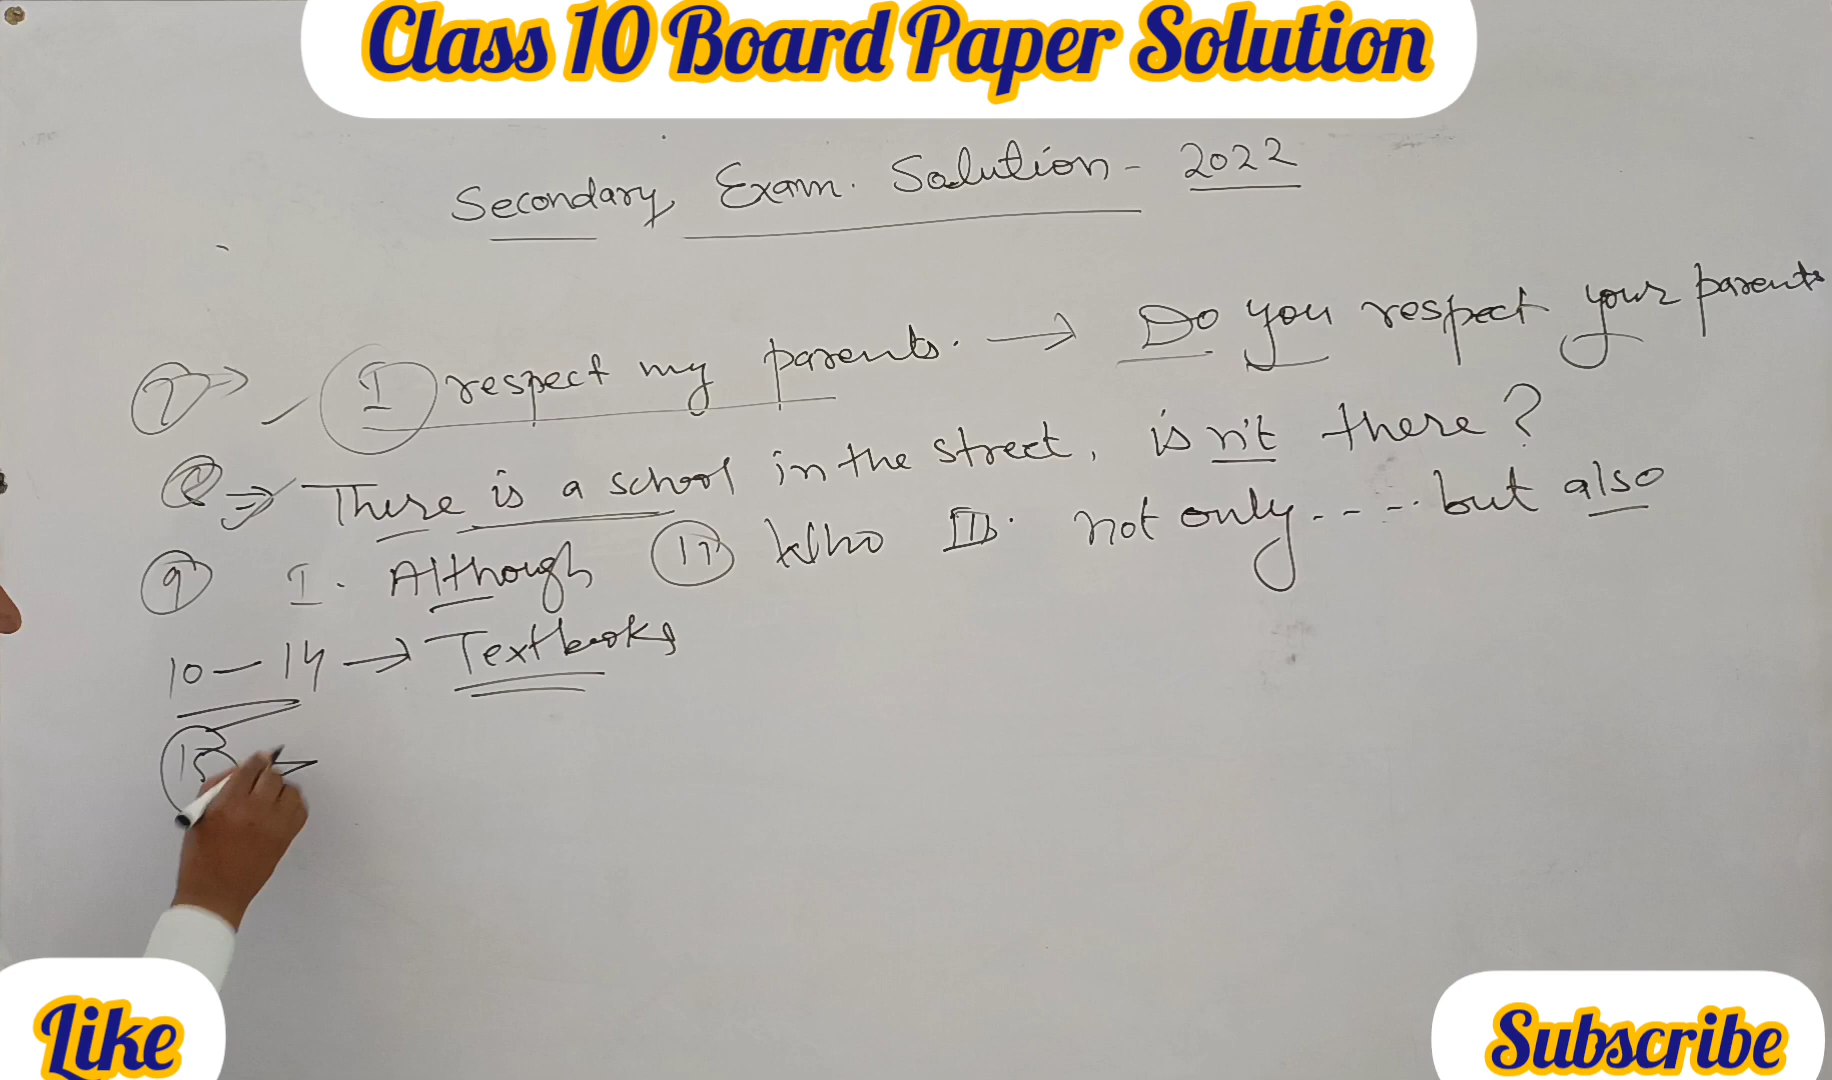 Class 10 Board Paper Solution
Secondary Exam. Solution - 2022
7 → I respect my parents. → Do you respect your parents
8 → There is a school in the street, isn't there?
9 I. Although II Who III. not only.---.. but also
10 — 14 → Textbooks
15
Like
Subscribe